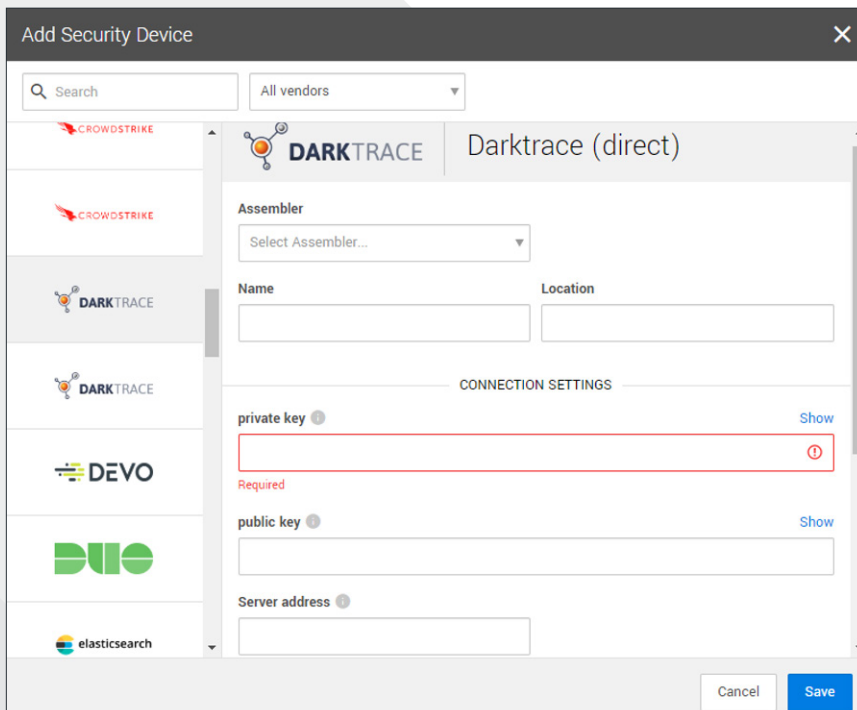 Add Security Device
Search
All vendors
CROWDSTRIKE
CROWDSTRIKE
DARKTRACE
DARKTRACE
DEVO
DUO
elasticsearch
DARKTRACE
Darktrace (direct)
Assembler
Select Assembler...
Name Location
CONNECTION SETTINGS
private key Show
Required
public key Show
Server address
Cancel Save